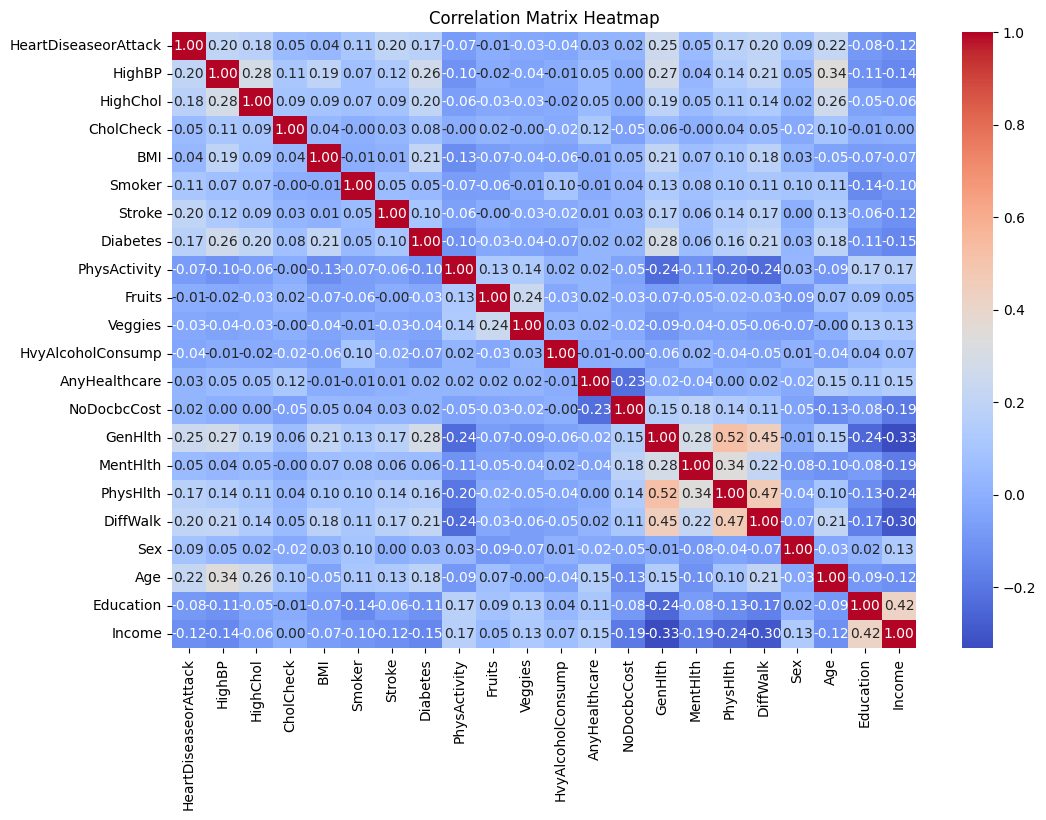 Correlation Matrix Heatmap
HeartDiseaseorAttack 1.00 0.20 0.18 0.05 0.04 0.11 0.20 0.17 -0.07 -0.01 -0.03 -0.04 0.03 0.02 0.25 0.05 0.17 0.20 0.09 0.22 -0.08 -0.12
HighBP 0.20 1.00 0.28 0.11 0.19 0.07 0.12 0.26 -0.10 -0.02 -0.04 -0.01 0.05 0.00 0.27 0.04 0.14 0.21 0.05 0.34 -0.11 -0.14
HighChol 0.18 0.28 1.00 0.09 0.09 0.07 0.09 0.20 -0.06 -0.03 -0.03 -0.02 0.05 0.00 0.19 0.05 0.11 0.14 0.02 0.26 -0.05 -0.06
CholCheck 0.05 0.11 0.09 1.00 0.04 -0.00 0.03 0.08 -0.00 0.02 -0.00 -0.02 0.12 -0.05 0.06 -0.00 0.04 0.05 -0.02 0.10 -0.01 0.00
BMI 0.04 0.19 0.09 0.04 1.00 -0.01 0.01 0.21 -0.13 -0.07 -0.04 -0.06 -0.01 0.05 0.21 0.07 0.10 0.18 0.03 -0.05 -0.07 -0.07
Smoker 0.11 0.07 0.07 -0.00 -0.01 1.00 0.05 0.05 -0.07 -0.06 -0.01 0.10 -0.01 0.04 0.13 0.08 0.10 0.11 0.10 0.11 -0.14 -0.10
Stroke 0.20 0.12 0.09 0.03 0.01 0.05 1.00 0.10 -0.06 -0.00 -0.03 -0.02 0.01 0.03 0.17 0.06 0.14 0.17 0.00 0.13 -0.06 -0.12
Diabetes 0.17 0.26 0.20 0.08 0.21 0.05 0.10 1.00 -0.10 -0.03 -0.04 -0.07 0.02 0.02 0.28 0.06 0.16 0.21 0.03 0.18 -0.11 -0.15
PhysActivity -0.07 -0.10 -0.06 -0.00 -0.13 -0.07 -0.06 -0.10 1.00 0.13 0.14 0.02 0.02 -0.05 -0.24 -0.11 -0.20 -0.24 0.03 -0.09 0.17 0.17
Fruits -0.01 -0.02 -0.03 0.02 -0.07 -0.06 -0.00 -0.03 0.13 1.00 0.24 -0.03 0.02 -0.03 -0.07 -0.05 -0.02 -0.03 -0.09 0.07 0.09 0.05
Veggies -0.03 -0.04 -0.03 -0.00 -0.04 -0.01 -0.03 -0.04 0.14 0.24 1.00 0.03 0.02 -0.02 -0.09 -0.04 -0.05 -0.06 -0.07 -0.00 0.13 0.13
HvyAlcoholConsump -0.04 -0.01 -0.02 -0.02 -0.06 0.10 -0.02 -0.07 0.02 -0.03 0.03 1.00 -0.01 -0.00 -0.06 0.02 -0.04 -0.05 0.01 -0.04 0.04 0.07
AnyHealthcare 0.03 0.05 0.05 0.12 -0.01 -0.01 0.01 0.02 0.02 0.02 0.02 -0.01 1.00 -0.23 -0.02 -0.04 0.00 0.02 -0.02 0.15 0.11 0.15
NoDocbcCost 0.02 0.00 0.00 -0.05 0.05 0.04 0.03 0.02 -0.05 -0.03 -0.02 -0.00 -0.23 1.00 0.15 0.18 0.14 0.11 -0.05 -0.13 -0.08 -0.19
GenHlth 0.25 0.27 0.19 0.06 0.21 0.13 0.17 0.28 -0.24 -0.07 -0.09 -0.06 -0.02 0.15 1.00 0.28 0.52 0.45 -0.01 0.15 -0.24 -0.33
MentHlth 0.05 0.04 0.05 -0.00 0.07 0.08 0.06 0.06 -0.11 -0.05 -0.04 0.02 -0.04 0.18 0.28 1.00 0.34 0.22 -0.08 -0.10 -0.08 -0.19
PhysHlth 0.17 0.14 0.11 0.04 0.10 0.10 0.14 0.16 -0.20 -0.02 -0.05 -0.04 0.00 0.14 0.52 0.34 1.00 0.47 -0.04 0.10 -0.13 -0.24
DiffWalk 0.20 0.21 0.14 0.05 0.18 0.11 0.17 0.21 -0.24 -0.03 -0.06 -0.05 0.02 0.11 0.45 0.22 0.47 1.00 -0.07 0.21 -0.17 -0.30
Sex 0.09 0.05 0.02 -0.02 0.03 0.10 0.00 0.03 0.03 -0.09 -0.07 0.01 -0.02 -0.05 -0.01 -0.08 -0.04 -0.07 1.00 -0.03 0.02 0.13
Age 0.22 0.34 0.26 0.10 -0.05 0.11 0.13 0.18 -0.09 0.07 -0.00 -0.04 0.15 -0.13 0.15 -0.10 0.10 0.21 -0.03 1.00 -0.09 -0.12
Education -0.08 -0.11 -0.05 -0.01 -0.07 -0.14 -0.06 -0.11 0.17 0.09 0.13 0.04 0.11 -0.08 -0.24 -0.08 -0.13 -0.17 0.02 -0.09 1.00 0.42
Income -0.12 -0.14 -0.06 0.00 -0.07 -0.10 -0.12 -0.15 0.17 0.05 0.13 0.07 0.15 -0.19 -0.33 -0.19 -0.24 -0.30 0.13 -0.12 0.42 1.00
HeartDiseaseorAttack
HighBP
HighChol
CholCheck
BMI
Smoker
Stroke
Diabetes
PhysActivity
Fruits
Veggies
HvyAlcoholConsump
AnyHealthcare
NoDocbcCost
GenHlth
MentHlth
PhysHlth
DiffWalk
Sex
Age
Education
Income
1.0
0.8
0.6
0.4
0.2
0.0
−0.2